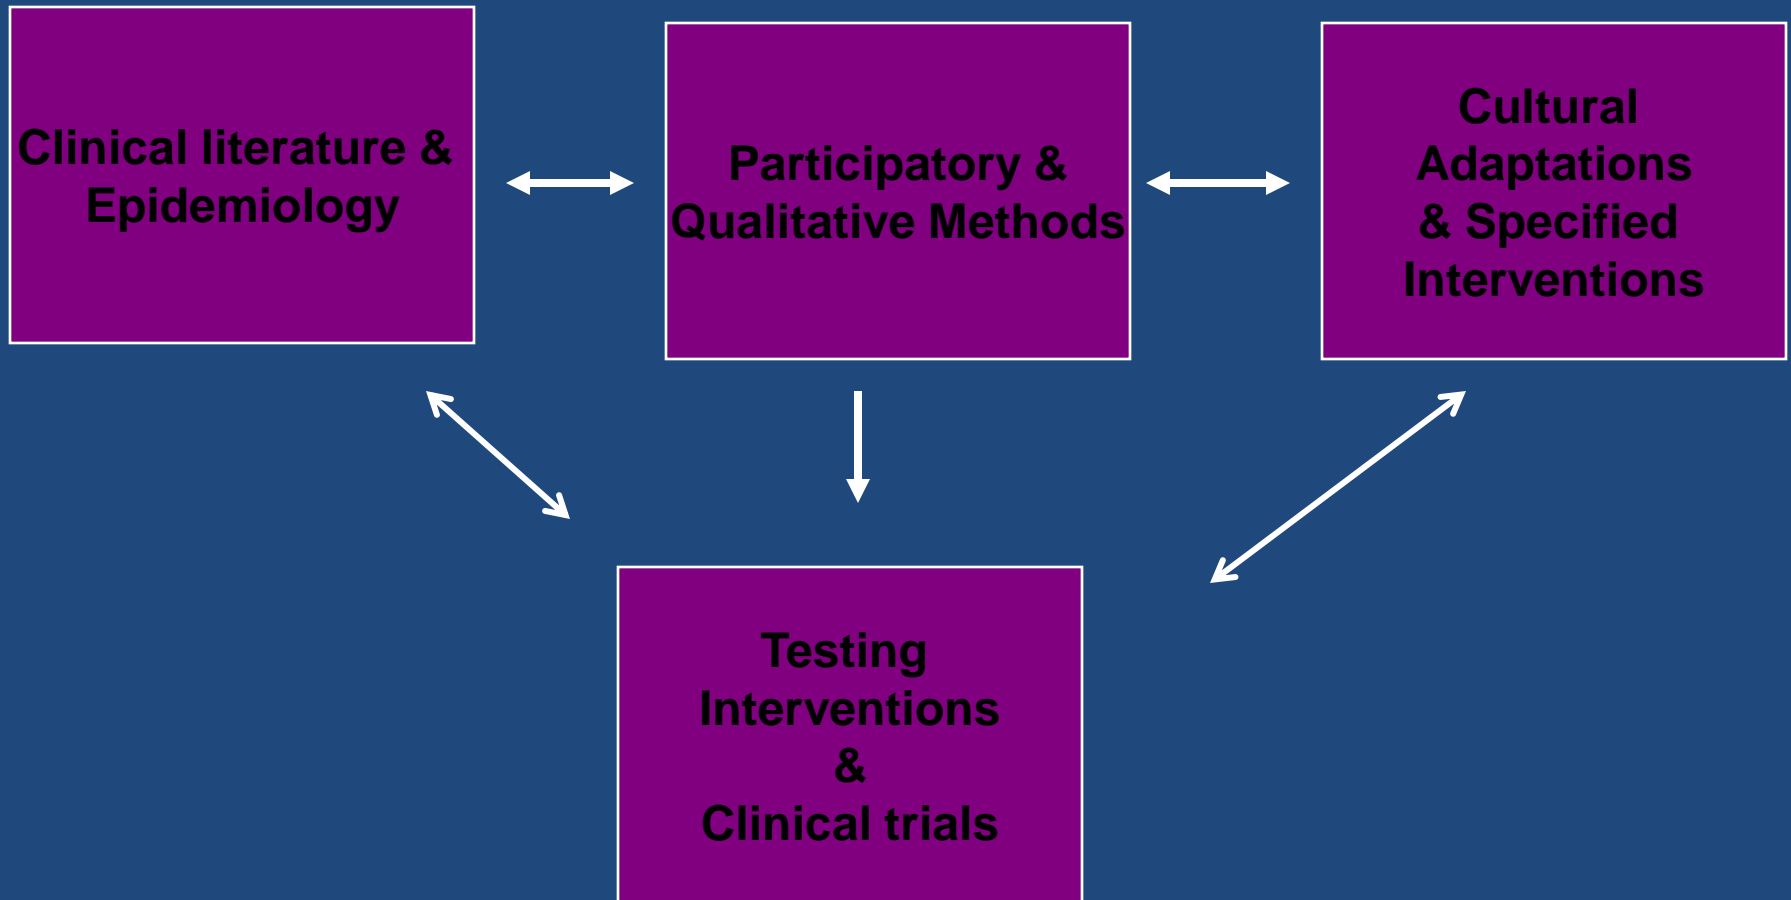 Clinical literature &
Epidemiology
Participatory &
Qualitative Methods
Cultural
Adaptations
& Specified
Interventions
Testing
Interventions
&
Clinical trials